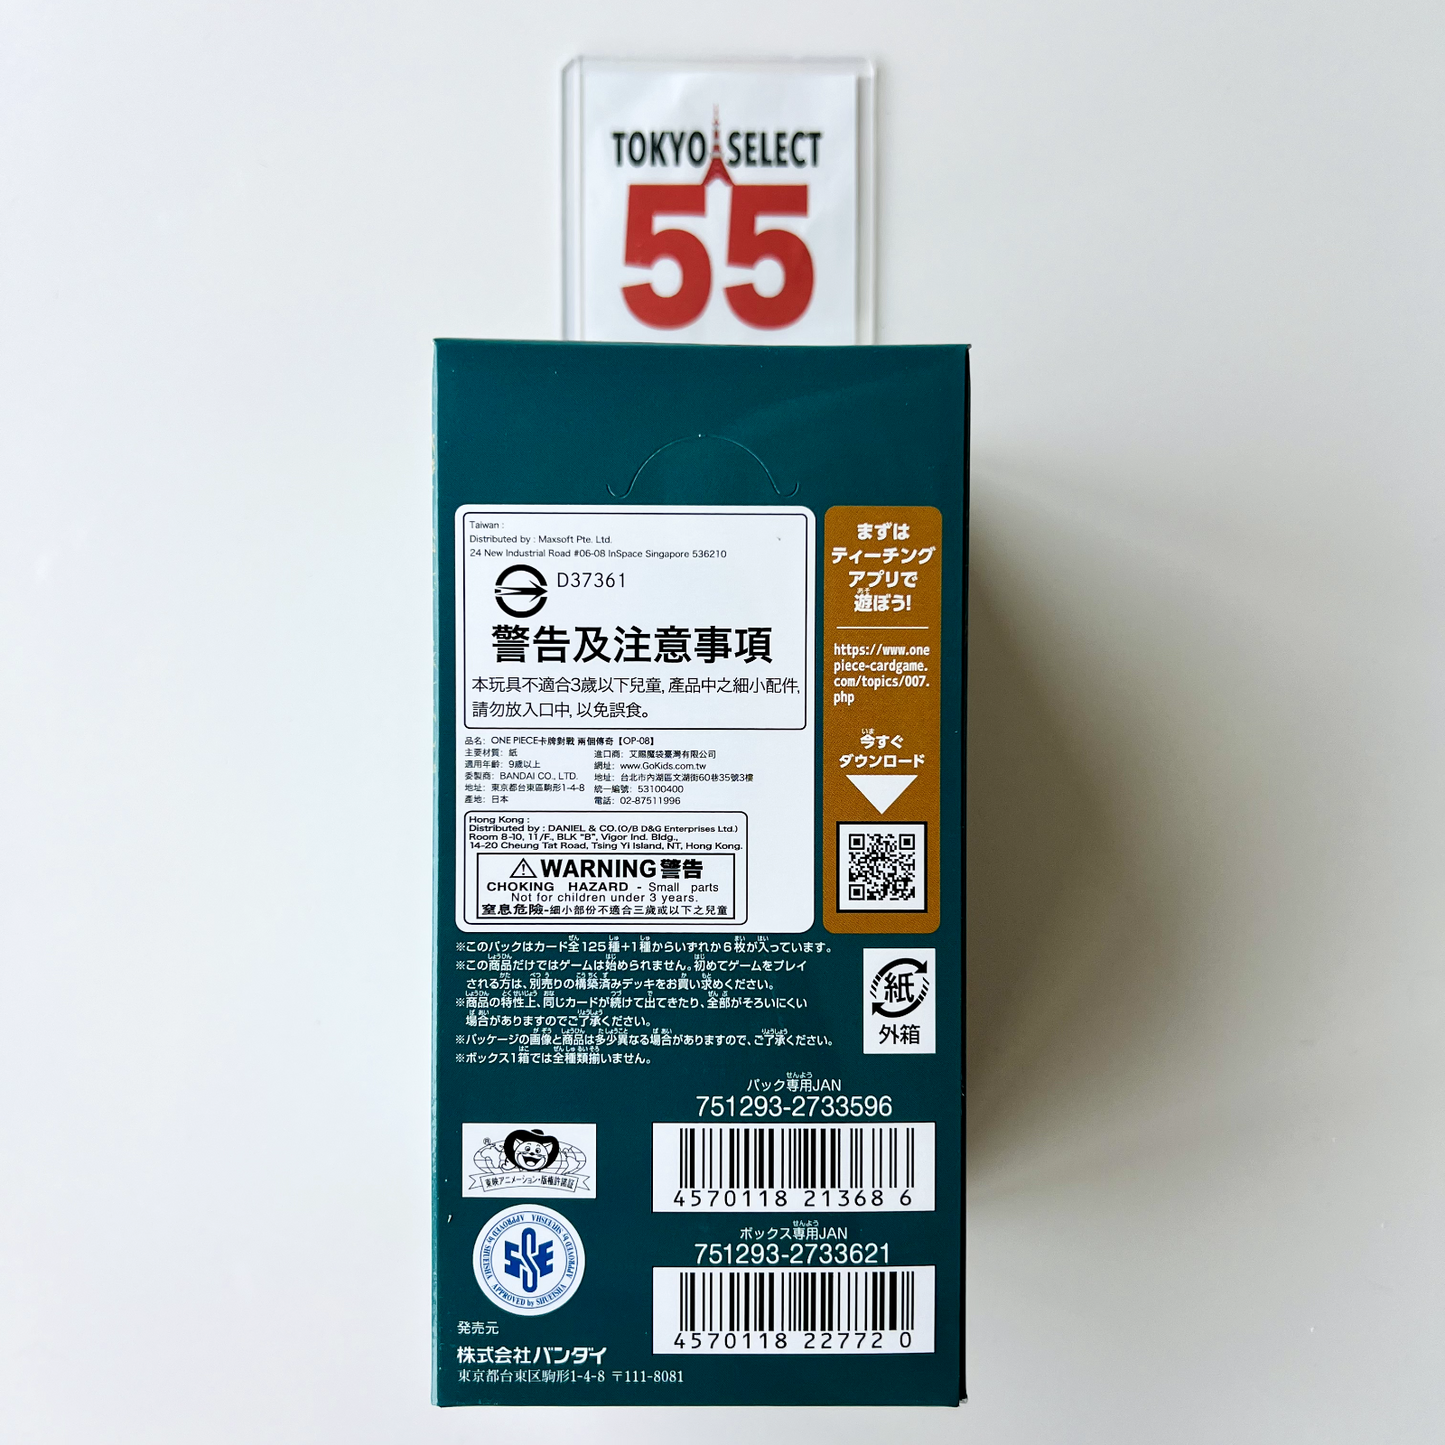 TOKYO SELECT
55
Taiwan :
Distributed by : Maxsoft Pte. Ltd.
24 New Industrial Road #06-08 InSpace Singapore 536210
D37361
警告及注意事項
本玩具不適合3歲以下兒童, 產品中之細小配件,
請勿放入口中, 以免誤食。
品名: ONE PIECE卡牌對戰 兩個傳奇【OP-08】
主要材質: 紙
適用年齡: 9歲以上
委製商: BANDAI CO., LTD.
地址: 東京都台東區駒形1-4-8
產地: 日本
進口商: 艾賜魔袋臺灣有限公司
網址: www.GoKids.com.tw
地址: 台北市內湖區文湖街60巷35號3樓
統一編號: 53100400
電話: 02-87511996
Hong Kong :
Distributed by : DANIEL & CO.(O/B D&G Enterprises Ltd.)
Room 8-10, 11/F., BLK "B", Vigor Ind. Bldg.,
14-20 Cheung Tat Road, Tsing Yi Island, NT, Hong Kong.
WARNING 警告
CHOKING HAZARD - Small parts
Not for children under 3 years.
窒息危險-細小部份不適合三歲或以下之兒童
まずは
ティーチング
アプリで
遊ぼう!
https://www.one
piece-cardgame.
com/topics/007.
php
今すぐ
ダウンロード
※このパックはカード全125種+1種からいずれか6枚が入っています。
※この商品だけではゲームは始められません。初めてゲームをプレイ
される方は、別売りの構築済みデッキをお買い求めください。
※商品の特性上、同じカードが続けて出てきたり、全部がそろいにくい
場合がありますのでご了承ください。
※パッケージの画像と商品は多少異なる場合がありますので、ご了承ください。
※ボックス1箱では全種類揃いません。
紙
外箱
パック専用JAN
751293-2733596
4570118 213686
ボックス専用JAN
751293-2733621
4570118 227720
東映アニメーション・版権許諾証
APPROVED by SHUEISHA APPROVED by SHUEISHA
SSE
発売元
株式会社バンダイ
東京都台東区駒形1-4-8 〒111-8081